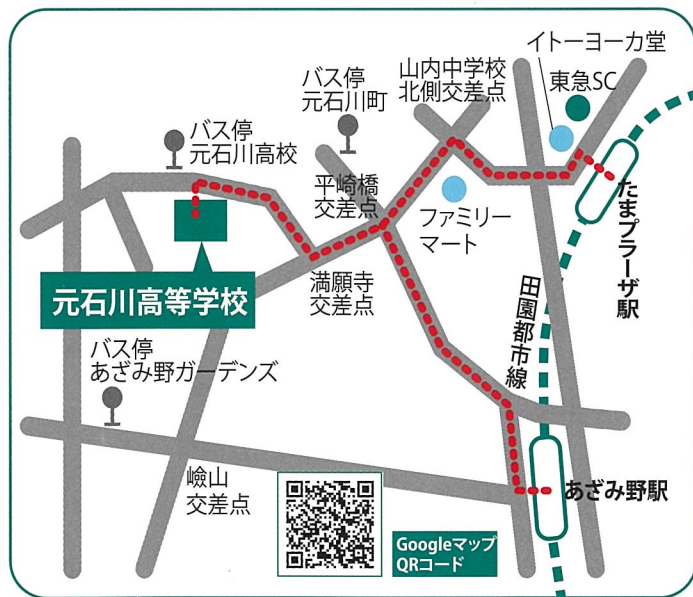 イトーヨーカ堂
東急SC
山内中学校
北側交差点
バス停
元石川町
バス停
元石川高校
平崎橋
交差点
ファミリー
マート
たまプラーザ駅
満願寺
交差点
元石川高等学校
田園都市線
バス停
あざみ野ガーデンズ
嶮山
交差点
あざみ野駅
Googleマップ
QRコード